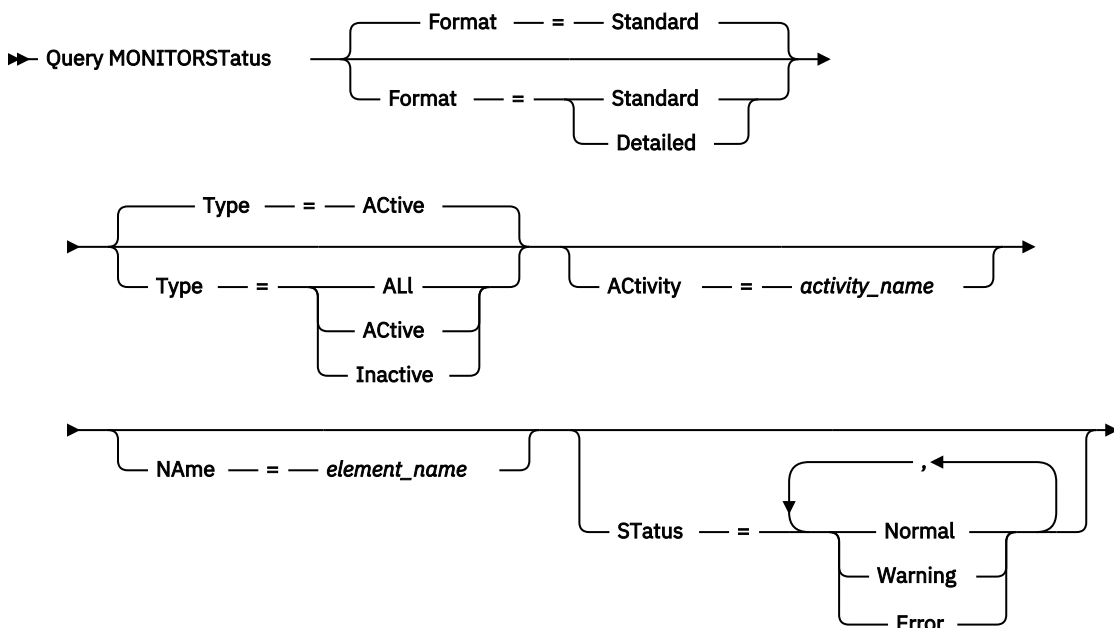 Format — = — Standard
Query MONITORSTatus
Format — = — Standard
Detailed
Type — = — ACtive
Type — = — ALl
ACtivity — = — activity_name
ACtive
Inactive
NAme — = — element_name
,
STatus — = — Normal
Warning
Error